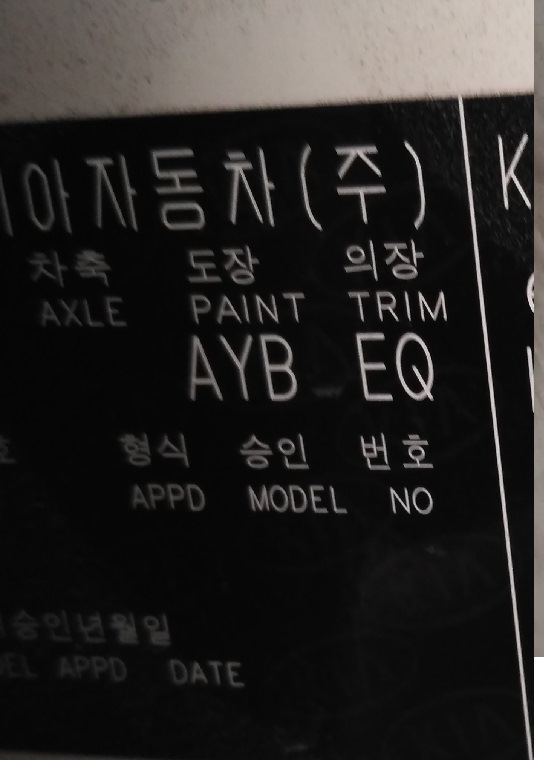 아자동차(주) K
차축 도장 의장
AXLE PAINT TRIM
AYB EQ
형식 승인 번호
APPD MODEL NO
승인년월일
APPD DATE